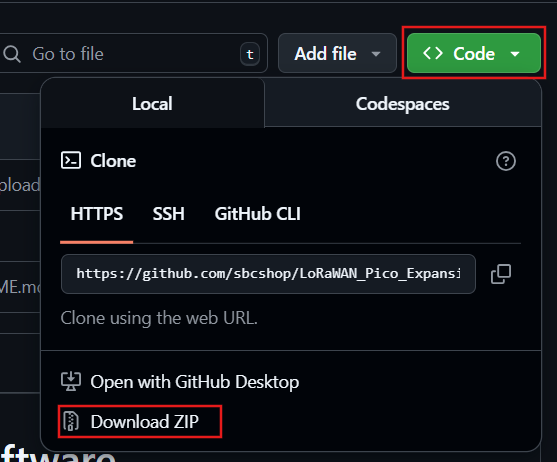 Go to file
t
Add file
<> Code
Local
Codespaces
Clone
HTTPS
SSH
GitHub CLI
https://github.com/sbcshop/LoRaWAN_Pico_Expansi
Clone using the web URL.
Open with GitHub Desktop
Download ZIP
pload
ME.m
ftware